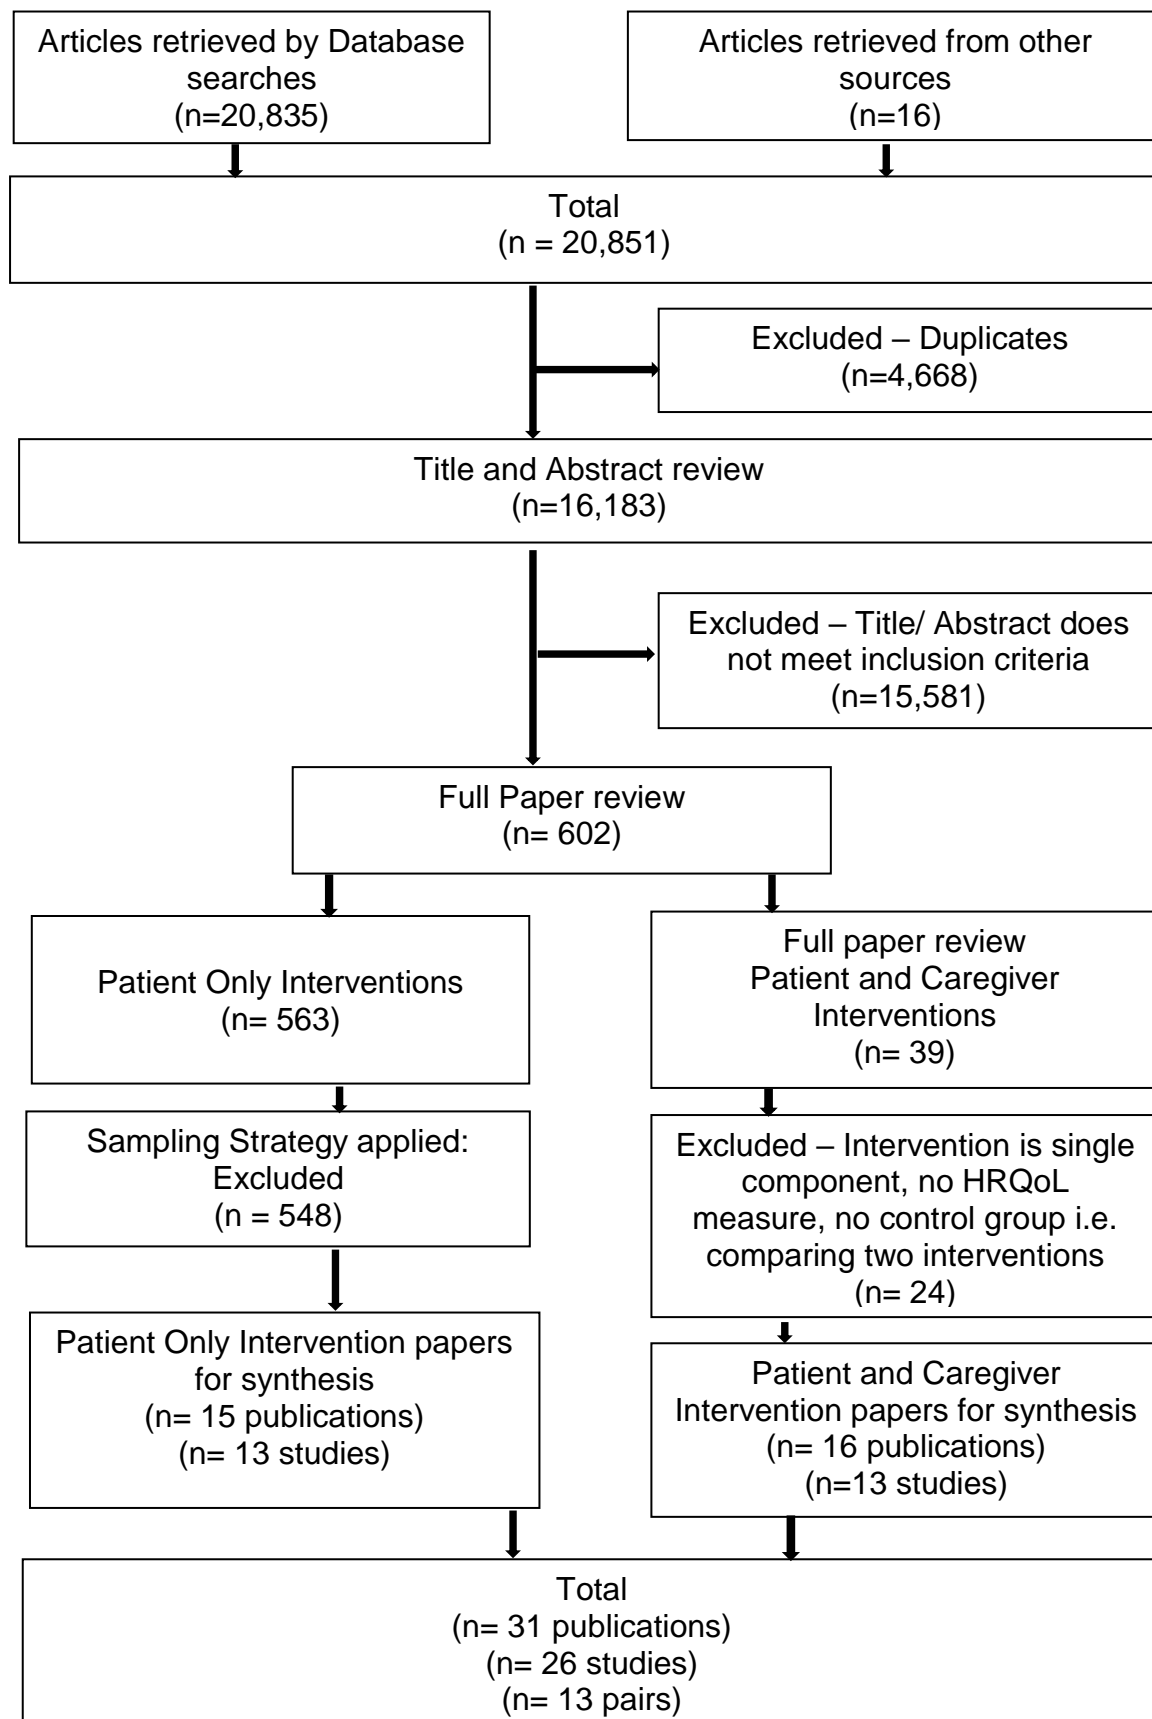 Articles retrieved by Database
searches
(n=20,835)
Articles retrieved from other
sources
(n=16)
Total
(n = 20,851)
Excluded – Duplicates
(n=4,668)
Title and Abstract review
(n=16,183)
Excluded – Title/ Abstract does
not meet inclusion criteria
(n=15,581)
Full Paper review
(n= 602)
Patient Only Interventions
(n= 563)
Full paper review
Patient and Caregiver
Interventions
(n= 39)
Sampling Strategy applied:
Excluded
(n = 548)
Excluded – Intervention is single
component, no HRQoL
measure, no control group i.e.
comparing two interventions
(n= 24)
Patient Only Intervention papers
for synthesis
(n= 15 publications)
(n= 13 studies)
Patient and Caregiver
Intervention papers for synthesis
(n= 16 publications)
(n=13 studies)
Total
(n= 31 publications)
(n= 26 studies)
(n= 13 pairs)